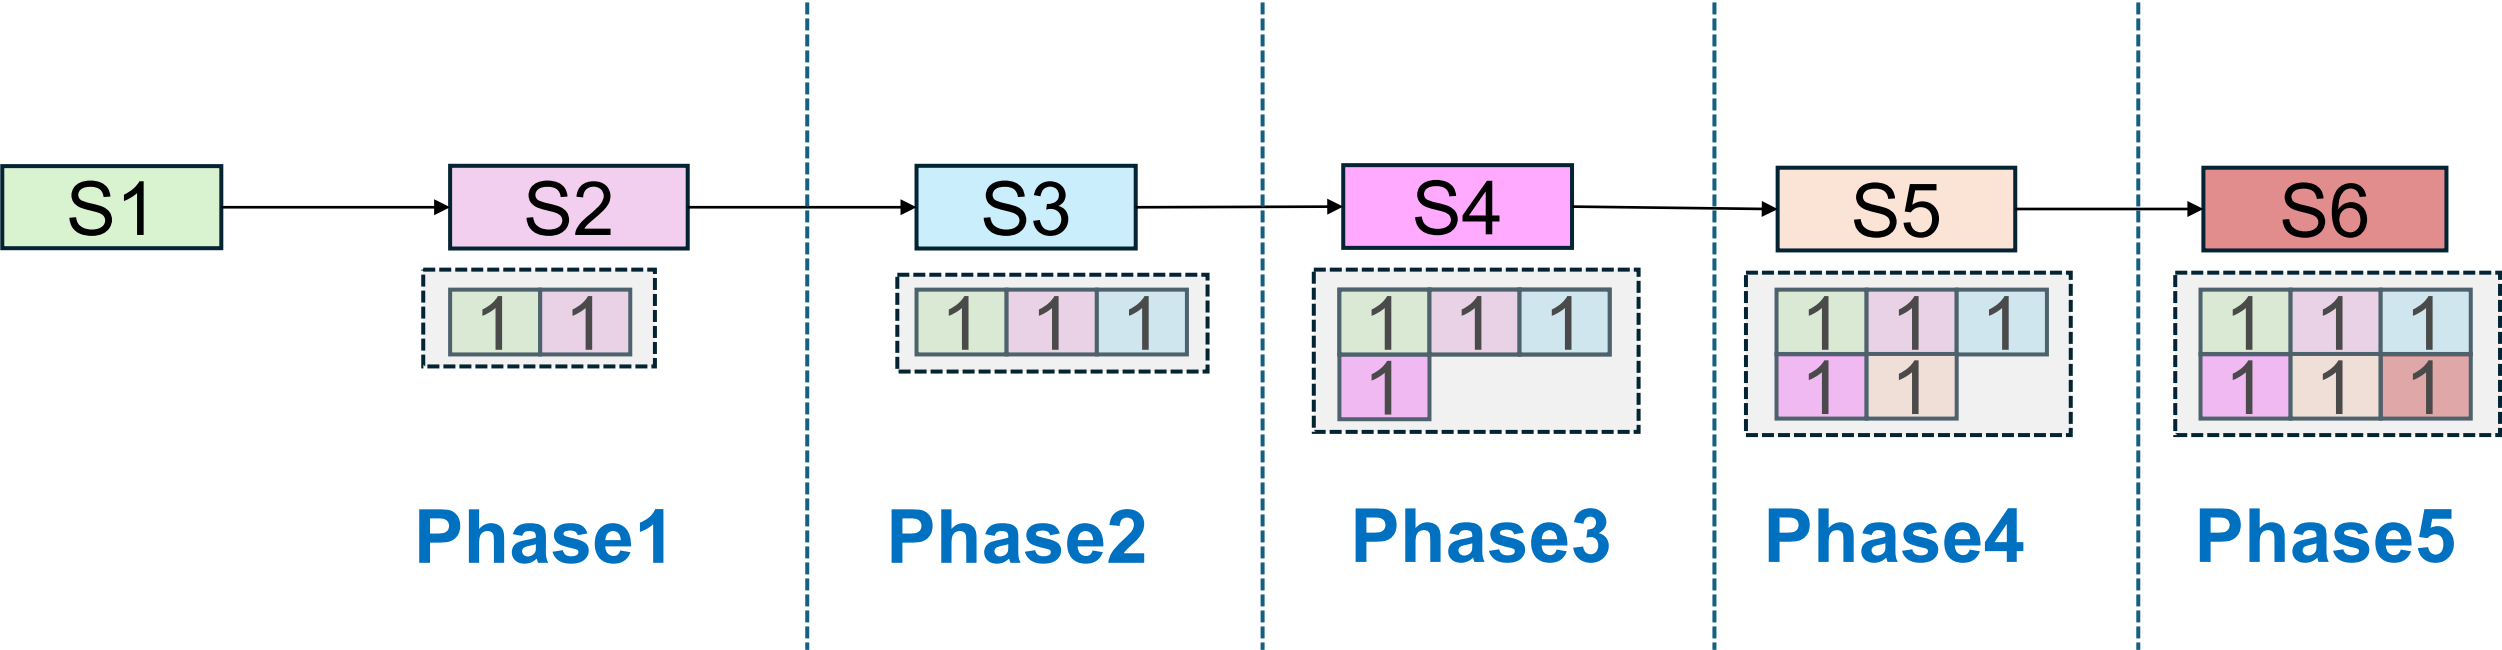 S1 S2 S3 S4 S5 S6
1 1 1 1 1 1 1 1 1 1 1 1 1 1
1 1 1 1 1 1
Phase1 Phase2 Phase3 Phase4 Phase5